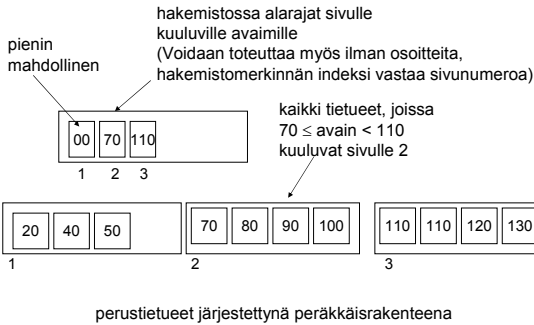 hakemistossa alarajat sivulle
kuuluville avaimille
(Voidaan toteuttaa myös ilman osoitteita,
hakemistomerkinnän indeksi vastaa sivunumeroa)
pienin
mahdollinen
kaikki tietueet, joissa
70 ≤ avain < 110
kuuluvat sivulle 2
00 70 110
1 2 3
20 40 50
70 80 90 100
110 110 120 130
1
2
3
perustietueet järjestettynä peräkkäisrakenteena